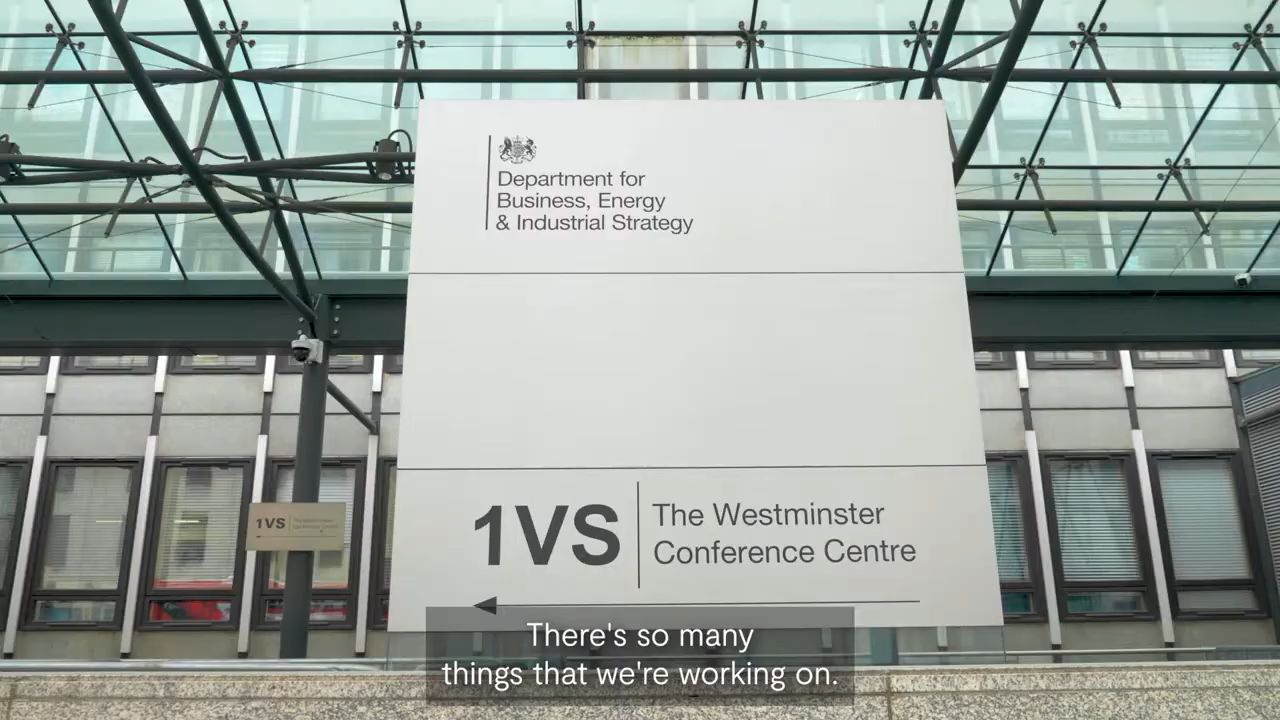 Department for
Business, Energy
& Industrial Strategy
1VS
The Westminster
Conference Centre
1VS
There's so many
things that we're working on.